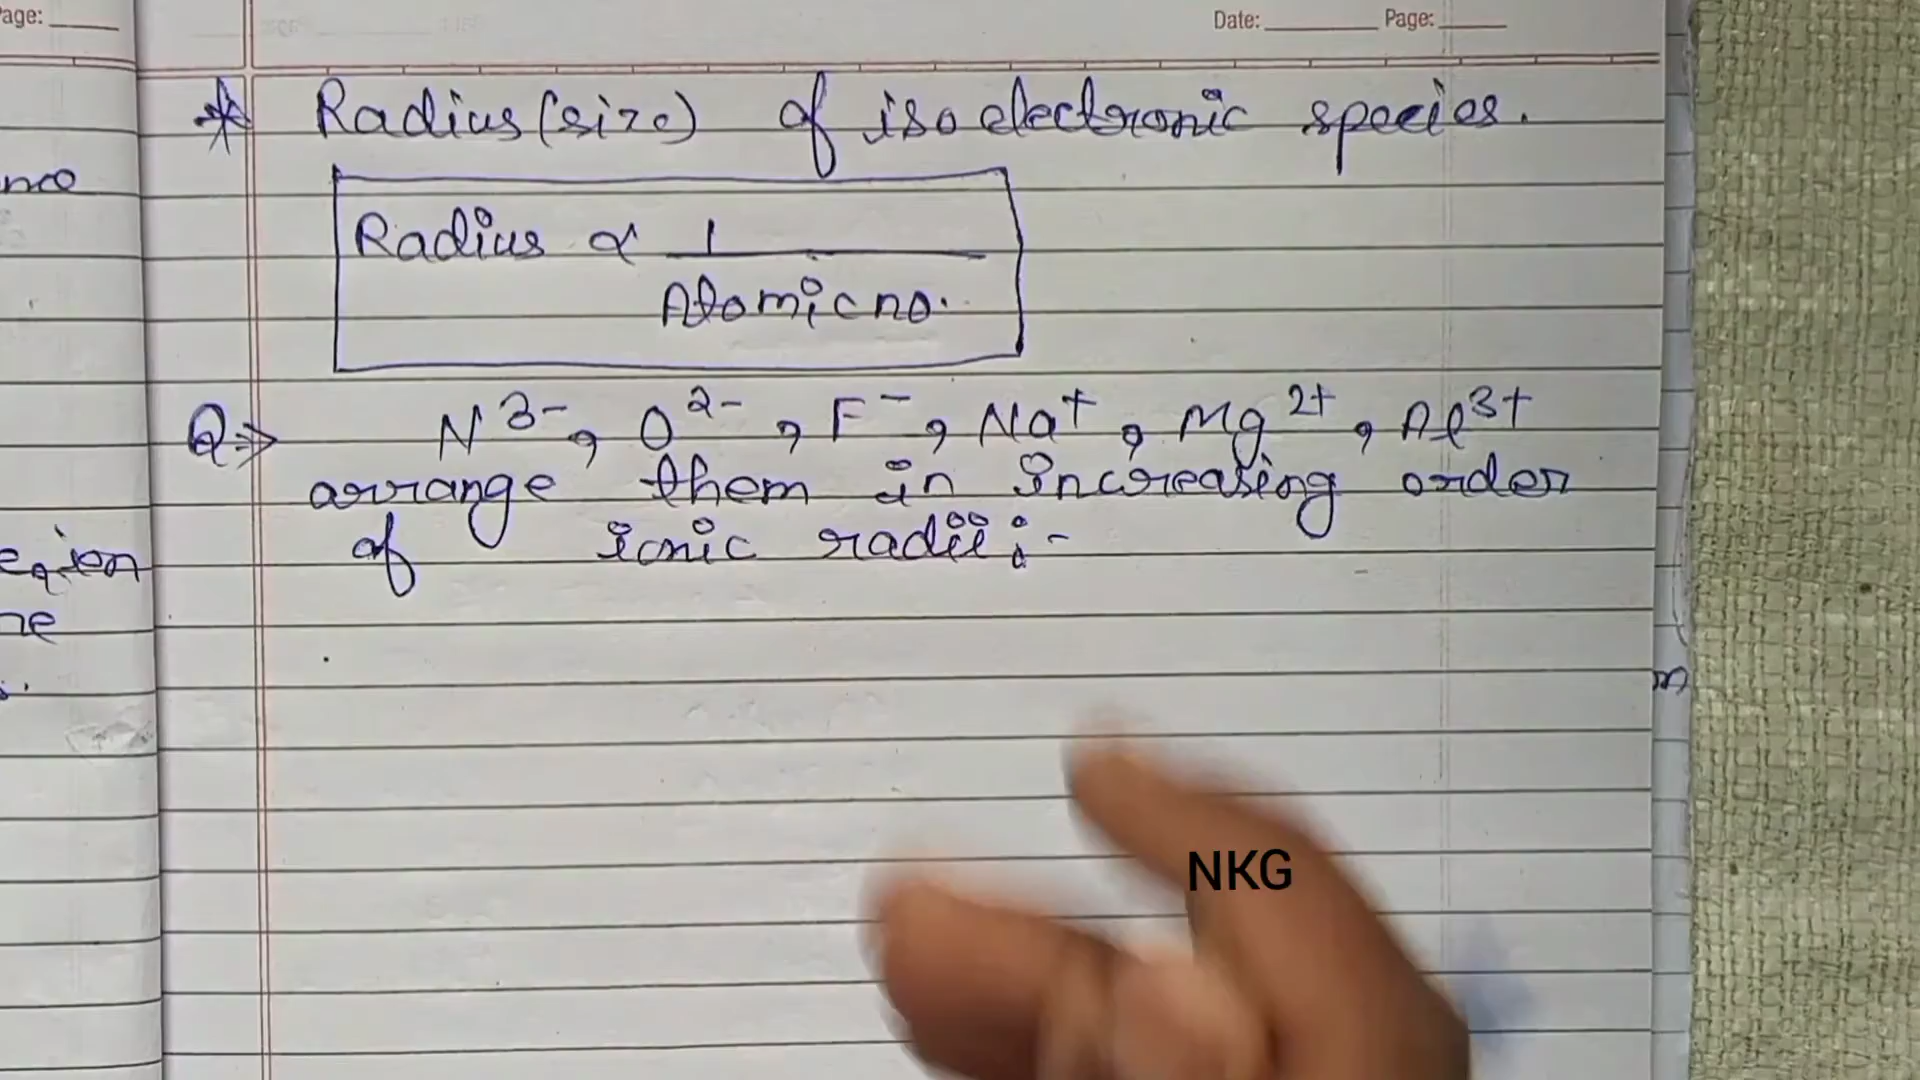 Page:
Date: Page:
* Radius (size) of isoelectronic species.
Radius ∝ 1
Atomic no.
Q⇒ N³⁻, O²⁻, F⁻, Na⁺, Mg²⁺, Al³⁺
arrange them in increasing order
of ionic radii :-
NKG